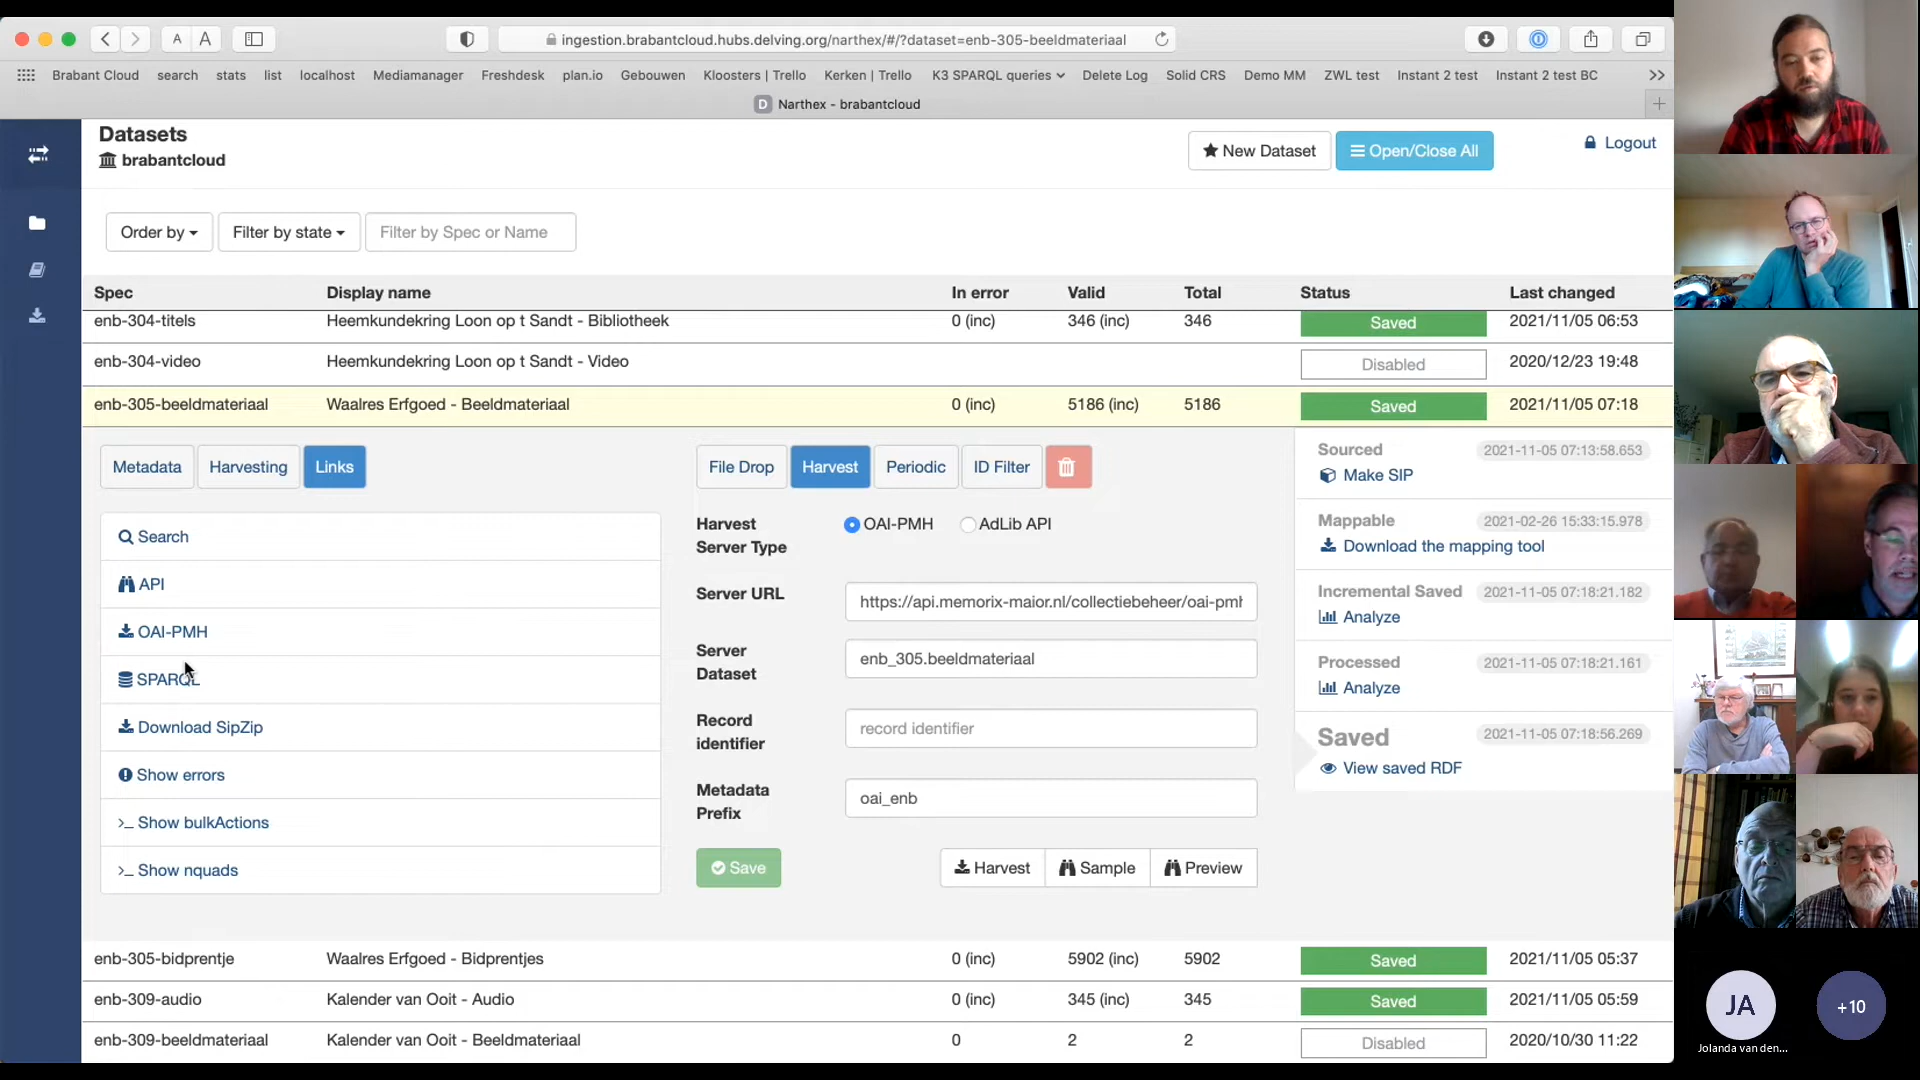 A A
ingestion.brabantcloud.hubs.delving.org/narthex/#/?dataset=enb-305-beeldmateriaal
Brabant Cloud search stats list localhost Mediamanager Freshdesk plan.io Gebouwen Kloosters | Trello Kerken | Trello K3 SPARQL queries Delete Log Solid CRS Demo MM ZWL test Instant 2 test Instant 2 test BC
D Narthex - brabantcloud
Datasets
brabantcloud
New Dataset
Open/Close All
Logout
Order by
Filter by state
Filter by Spec or Name
Spec Display name In error Valid Total Status Last changed
enb-304-titels Heemkundekring Loon op t Sandt - Bibliotheek 0 (inc) 346 (inc) 346 Saved 2021/11/05 06:53
enb-304-video Heemkundekring Loon op t Sandt - Video Disabled 2020/12/23 19:48
enb-305-beeldmateriaal Waalres Erfgoed - Beeldmateriaal 0 (inc) 5186 (inc) 5186 Saved 2021/11/05 07:18
Metadata Harvesting Links
Search
API
OAI-PMH
SPARQL
Download SipZip
Show errors
>_ Show bulkActions
>_ Show nquads
File Drop Harvest Periodic ID Filter
Harvest
Server Type
OAI-PMH AdLib API
Server URL
https://api.memorix-maior.nl/collectiebeheer/oai-pmh
Server
Dataset
enb_305.beeldmateriaal
Record
identifier
record identifier
Metadata
Prefix
oai_enb
Save
Harvest Sample Preview
Sourced 2021-11-05 07:13:58.653
Make SIP
Mappable 2021-02-26 15:33:15.978
Download the mapping tool
Incremental Saved 2021-11-05 07:18:21.182
Analyze
Processed 2021-11-05 07:18:21.161
Analyze
Saved 2021-11-05 07:18:56.269
View saved RDF
enb-305-bidprentje Waalres Erfgoed - Bidprentjes 0 (inc) 5902 (inc) 5902 Saved 2021/11/05 05:37
enb-309-audio Kalender van Ooit - Audio 0 (inc) 345 (inc) 345 Saved 2021/11/05 05:59
enb-309-beeldmateriaal Kalender van Ooit - Beeldmateriaal 0 2 2 Disabled 2020/10/30 11:22
JA
+10
Jolanda van den...